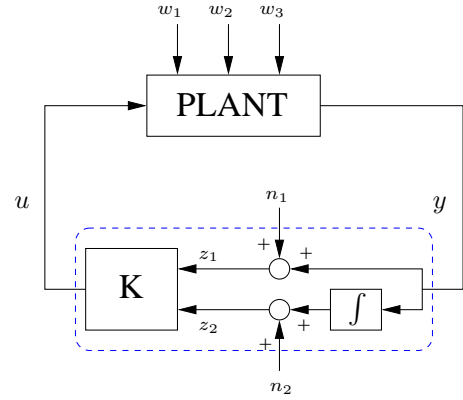 w₁ w₂ w₃
PLANT
u
y
n₁
+ +
z₁
K
∫
z₂
+ +
n₂